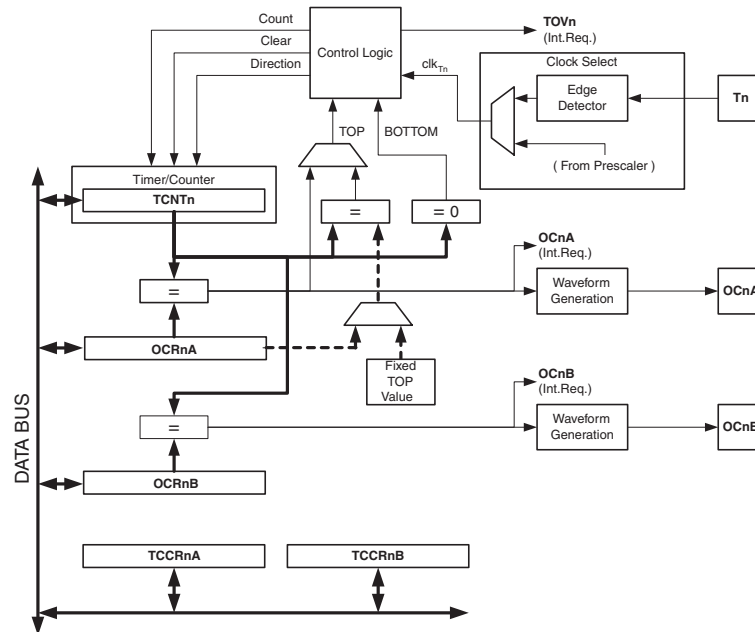 Count
Clear
Direction
Control Logic
TOVn
(Int.Req.)
clkTn
Clock Select
Edge
Detector
Tn
( From Prescaler )
TOP
BOTTOM
Timer/Counter
TCNTn
=
= 0
OCnA
(Int.Req.)
=
Waveform
Generation
OCnA
OCRnA
Fixed
TOP
Value
OCnB
(Int.Req.)
=
Waveform
Generation
OCnB
OCRnB
DATA BUS
TCCRnA
TCCRnB